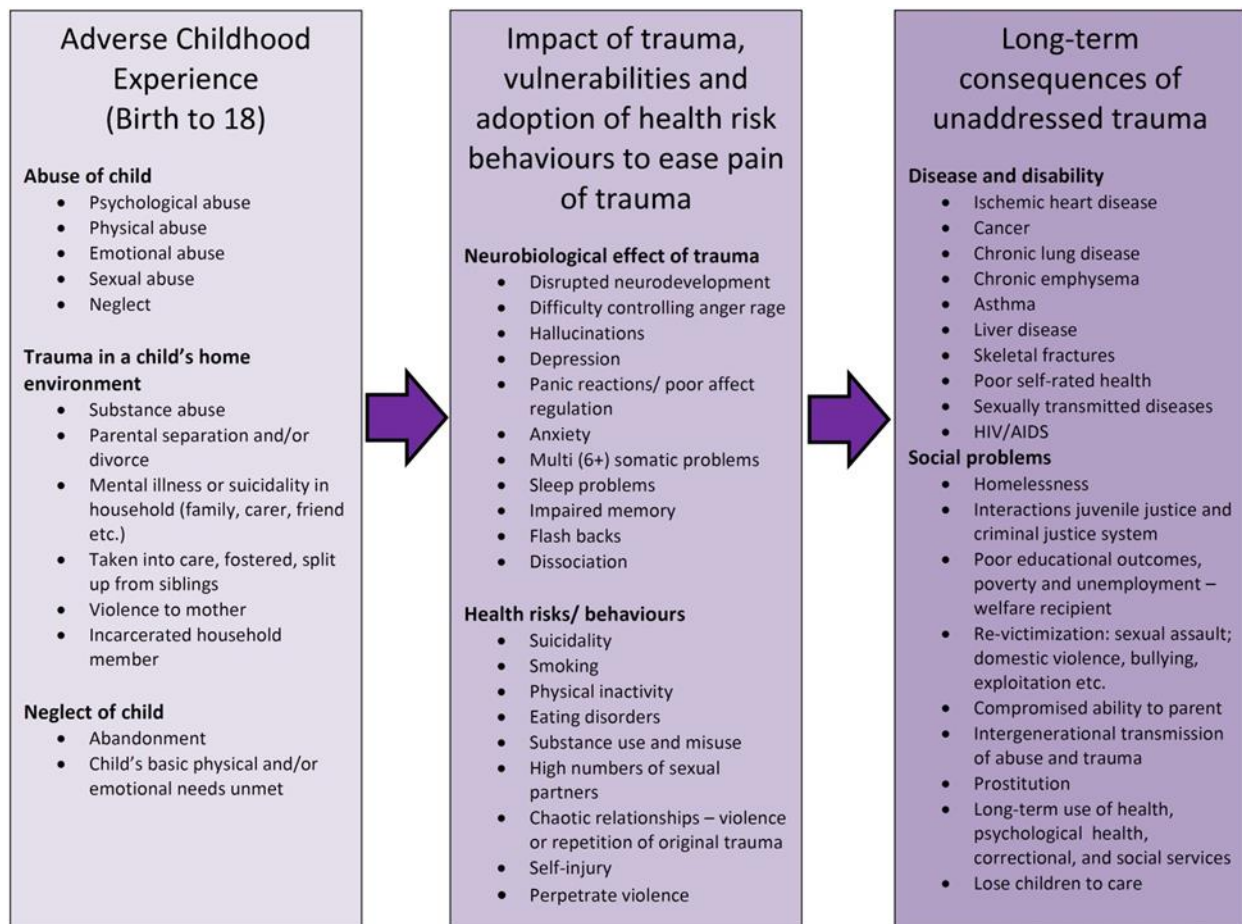 Adverse Childhood
Experience
(Birth to 18)
Abuse of child
• Psychological abuse
• Physical abuse
• Emotional abuse
• Sexual abuse
• Neglect
Trauma in a child's home
environment
• Substance abuse
• Parental separation and/or
divorce
• Mental illness or suicidality in
household (family, carer, friend
etc.)
• Taken into care, fostered, split
up from siblings
• Violence to mother
• Incarcerated household
member
Neglect of child
• Abandonment
• Child's basic physical and/or
emotional needs unmet
Impact of trauma,
vulnerabilities and
adoption of health risk
behaviours to ease pain
of trauma
Neurobiological effect of trauma
• Disrupted neurodevelopment
• Difficulty controlling anger rage
• Hallucinations
• Depression
• Panic reactions/ poor affect
regulation
• Anxiety
• Multi (6+) somatic problems
• Sleep problems
• Impaired memory
• Flash backs
• Dissociation
Health risks/ behaviours
• Suicidality
• Smoking
• Physical inactivity
• Eating disorders
• Substance use and misuse
• High numbers of sexual
partners
• Chaotic relationships – violence
or repetition of original trauma
• Self-injury
• Perpetrate violence
Long-term
consequences of
unaddressed trauma
Disease and disability
• Ischemic heart disease
• Cancer
• Chronic lung disease
• Chronic emphysema
• Asthma
• Liver disease
• Skeletal fractures
• Poor self-rated health
• Sexually transmitted diseases
• HIV/AIDS
Social problems
• Homelessness
• Interactions juvenile justice and
criminal justice system
• Poor educational outcomes,
poverty and unemployment –
welfare recipient
• Re-victimization: sexual assault;
domestic violence, bullying,
exploitation etc.
• Compromised ability to parent
• Intergenerational transmission
of abuse and trauma
• Prostitution
• Long-term use of health,
psychological health,
correctional, and social services
• Lose children to care